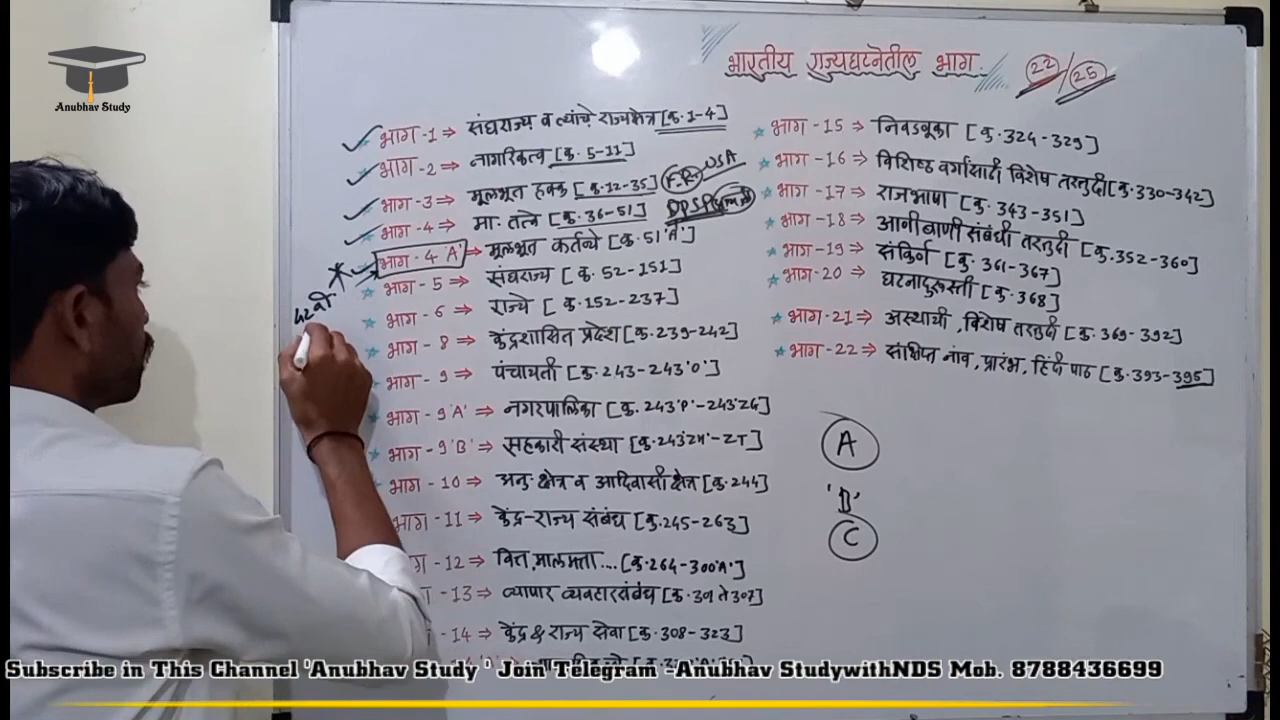 Anubhav Study
भारतीय राज्यघटनेतील भाग. 22/25
भाग -1 ⇒ संघराज्य व त्यांचे राज्यक्षेत्र [क. 1-4]
भाग -2 ⇒ नागरिकत्व [क. 5-11]
भाग -3 ⇒ मूलभूत हक्क [क. 12-35] F.R. USA
भाग -4 ⇒ मा. तत्वे [क. 36-51] DPSP
भाग - 4 'A' ⇒ मूलभूत कर्तव्ये [क. 51 'A']
42वी
भाग - 5 ⇒ संघराज्य [क. 52-151]
भाग - 6 ⇒ राज्ये [क. 152-237]
भाग - 8 ⇒ केंद्रशासित प्रदेश [क. 239-242]
भाग - 9 ⇒ पंचायती [क. 243-243'O']
भाग - 9'A' ⇒ नगरपालिका [क. 243'P'-243'ZG]
भाग - 9'B' ⇒ सहकारी संस्था [क. 243'ZH'-ZT]
भाग - 10 ⇒ अनु. क्षेत्र व आदिवासी क्षेत्र [क. 244]
भाग - 11 ⇒ केंद्र-राज्य संबंध [क. 245-263]
ग -12 ⇒ वित्त, मालमत्ता.... [क. 264-300'A']
-13 ⇒ व्यापार व्यवहारसंबंध [क. 301 ते 307]
- 14 ⇒ केंद्र & राज्य सेवा [क. 308-323]
भाग -15 ⇒ निवडणूका [क. 324-329]
भाग -16 ⇒ विशिष्ठ वर्गांसाठी विशेष तरतुदी [क. 330-342]
भाग -17 ⇒ राजभाषा [क. 343-351]
भाग -18 ⇒ आणीबाणी संबंधी तरतुदी [क. 352-360]
भाग -19 ⇒ संकिर्ण [क. 361-367]
भाग -20 ⇒ घटनादुरूस्ती [क. 368]
भाग -21 ⇒ अस्थायी, विशेष तरतुदी [क. 369-392]
भाग -22 ⇒ संक्षिप्त नाव, प्रारंभ, हिंदी पाठ [क. 393-395]
A
'B'
C
Subscribe in This Channel 'Anubhav Study ' Join Telegram -Anubhav StudywithNDS Mob. 8788436699